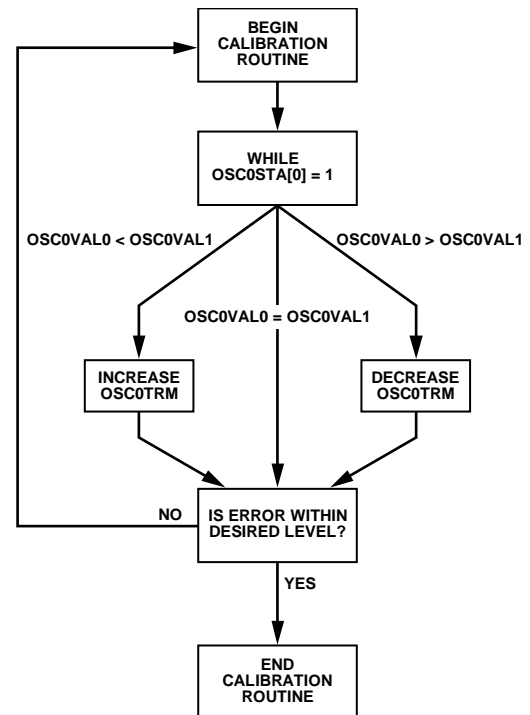 BEGIN
CALIBRATION
ROUTINE
WHILE
OSC0STA[0] = 1
OSC0VAL0 < OSC0VAL1
OSC0VAL0 > OSC0VAL1
OSC0VAL0 = OSC0VAL1
INCREASE
OSC0TRM
DECREASE
OSC0TRM
NO
IS ERROR WITHIN
DESIRED LEVEL?
YES
END
CALIBRATION
ROUTINE